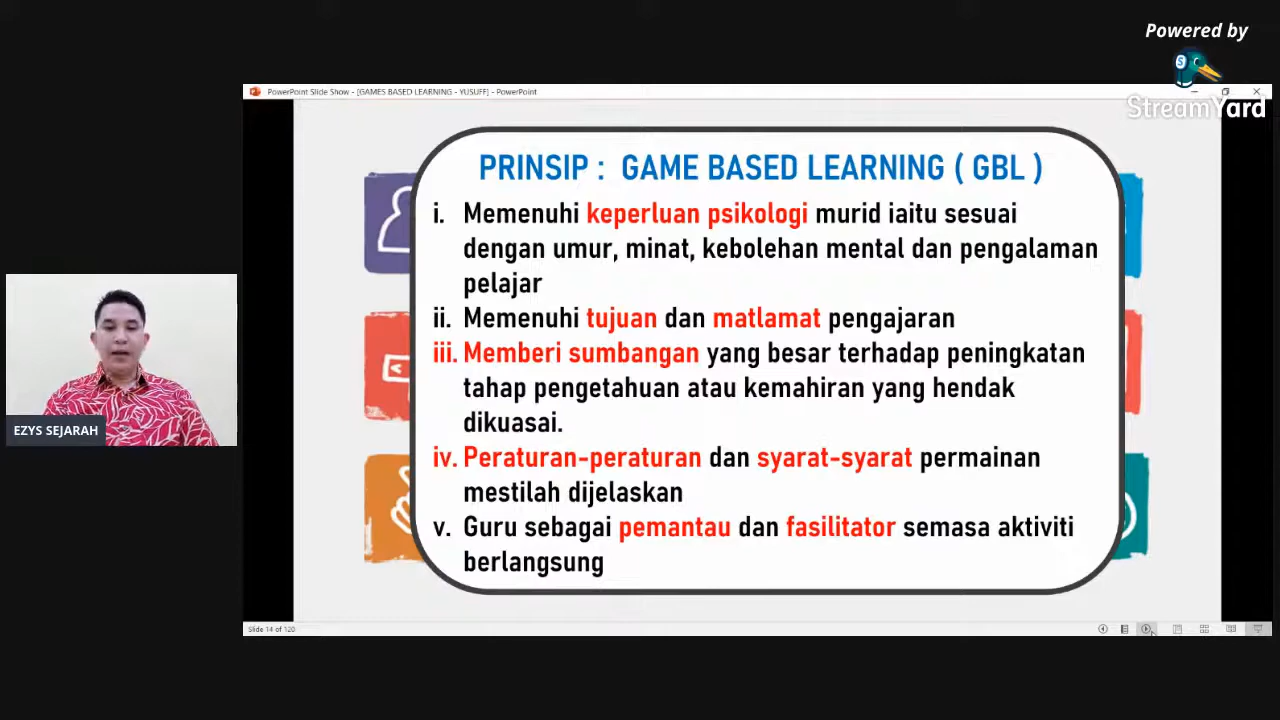 Powered by
StreamYard
PowerPoint Slide Show - [GAMES BASED LEARNING - YUSUFF] - PowerPoint
PRINSIP : GAME BASED LEARNING ( GBL )
i. Memenuhi keperluan psikologi murid iaitu sesuai
dengan umur, minat, kebolehan mental dan pengalaman
pelajar
ii. Memenuhi tujuan dan matlamat pengajaran
iii. Memberi sumbangan yang besar terhadap peningkatan
tahap pengetahuan atau kemahiran yang hendak
dikuasai.
iv. Peraturan-peraturan dan syarat-syarat permainan
mestilah dijelaskan
v. Guru sebagai pemantau dan fasilitator semasa aktiviti
berlangsung
EZYS SEJARAH
Slide 14 of 120